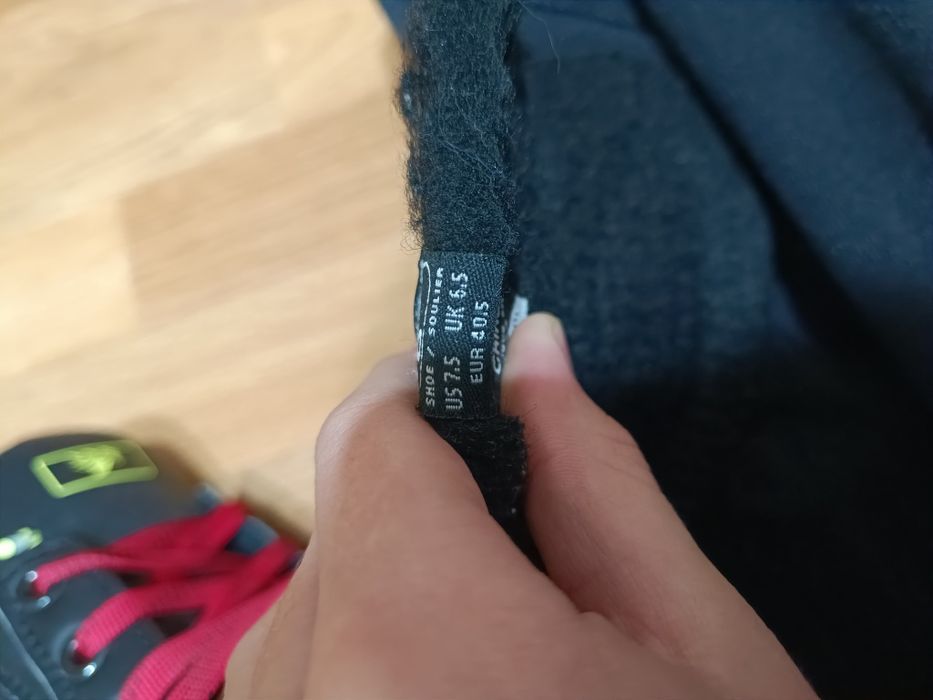 SHOE / SOULIER
US 7.5 UK 6.5
EUR 40.5